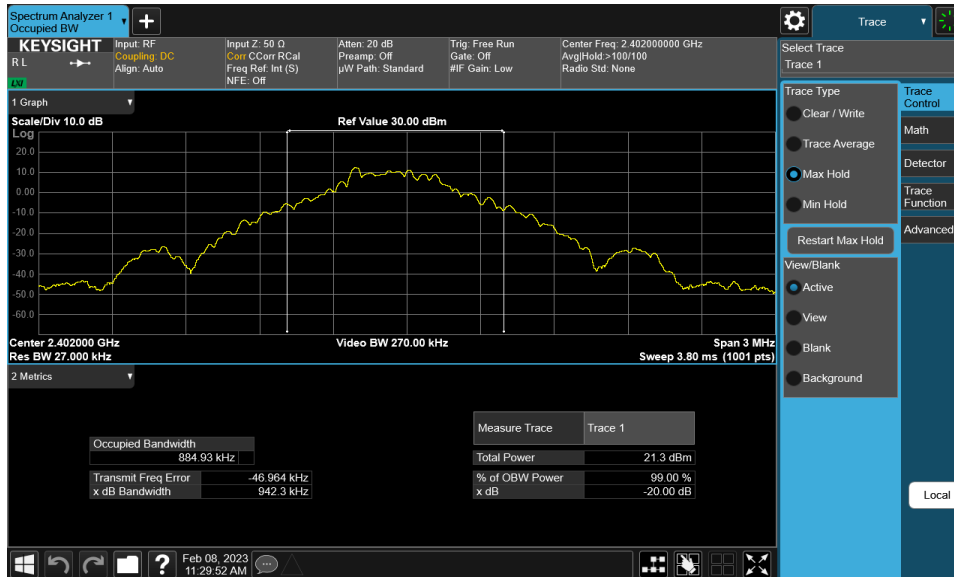 Spectrum Analyzer 1
Occupied BW
Trace
KEYSIGHT
R L
LXI
Input: RF
Coupling: DC
Align: Auto
Input Z: 50 Ω
Corr CCorr RCal
Freq Ref: Int (S)
NFE: Off
Atten: 20 dB
Preamp: Off
µW Path: Standard
Trig: Free Run
Gate: Off
#IF Gain: Low
Center Freq: 2.402000000 GHz
Avg|Hold:>100/100
Radio Std: None
1 Graph
Scale/Div 10.0 dB
Ref Value 30.00 dBm
Log
20.0
10.0
0.00
-10.0
-20.0
-30.0
-40.0
-50.0
-60.0
Center 2.402000 GHz
Video BW 270.00 kHz
Span 3 MHz
Res BW 27.000 kHz
Sweep 3.80 ms (1001 pts)
2 Metrics
Occupied Bandwidth
884.93 kHz
Transmit Freq Error -46.964 kHz
x dB Bandwidth 942.3 kHz
Measure Trace Trace 1
Total Power 21.3 dBm
% of OBW Power 99.00 %
x dB -20.00 dB
Select Trace
Trace 1
Trace Type
Clear / Write
Trace Average
Max Hold
Min Hold
Restart Max Hold
View/Blank
Active
View
Blank
Background
Trace
Control
Math
Detector
Trace
Function
Advanced
Local
?
Feb 08, 2023
11:29:52 AM